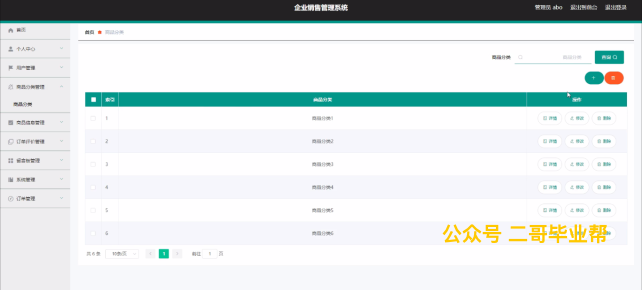 企业销售管理系统
管理员 abo 退出到前台 退出登录
首页
首页 商品分类
个人中心
用户管理
商品分类管理
商品分类
商品信息管理
订单评价管理
留言板管理
系统管理
订单管理
商品分类 商品分类 查询
+
索引 商品分类 操作
1 商品分类1 详情 修改 删除
2 商品分类2 详情 修改 删除
3 商品分类3 详情 修改 删除
4 商品分类4 详情 修改 删除
5 商品分类5 详情 修改 删除
6 商品分类6 详情 修改 删除
公众号 二哥毕业帮
共 6 条 10条/页 < 1 > 前往 1 页